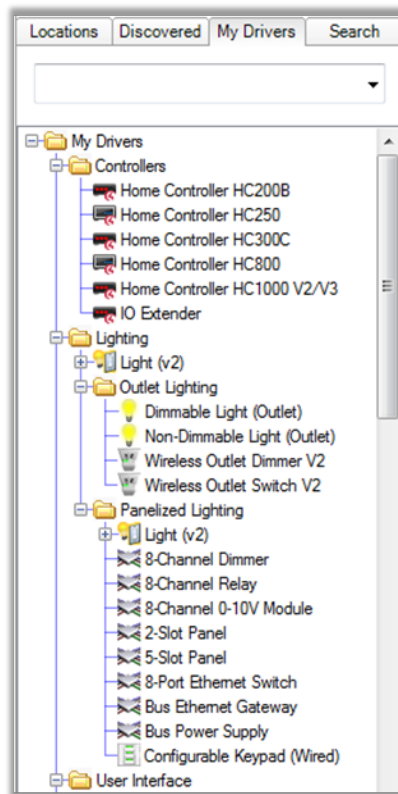 Locations Discovered My Drivers Search
My Drivers
Controllers
Home Controller HC200B
Home Controller HC250
Home Controller HC300C
Home Controller HC800
Home Controller HC1000 V2/V3
IO Extender
Lighting
Light (v2)
Outlet Lighting
Dimmable Light (Outlet)
Non-Dimmable Light (Outlet)
Wireless Outlet Dimmer V2
Wireless Outlet Switch V2
Panelized Lighting
Light (v2)
8-Channel Dimmer
8-Channel Relay
8-Channel 0-10V Module
2-Slot Panel
5-Slot Panel
8-Port Ethernet Switch
Bus Ethernet Gateway
Bus Power Supply
Configurable Keypad (Wired)
User Interface